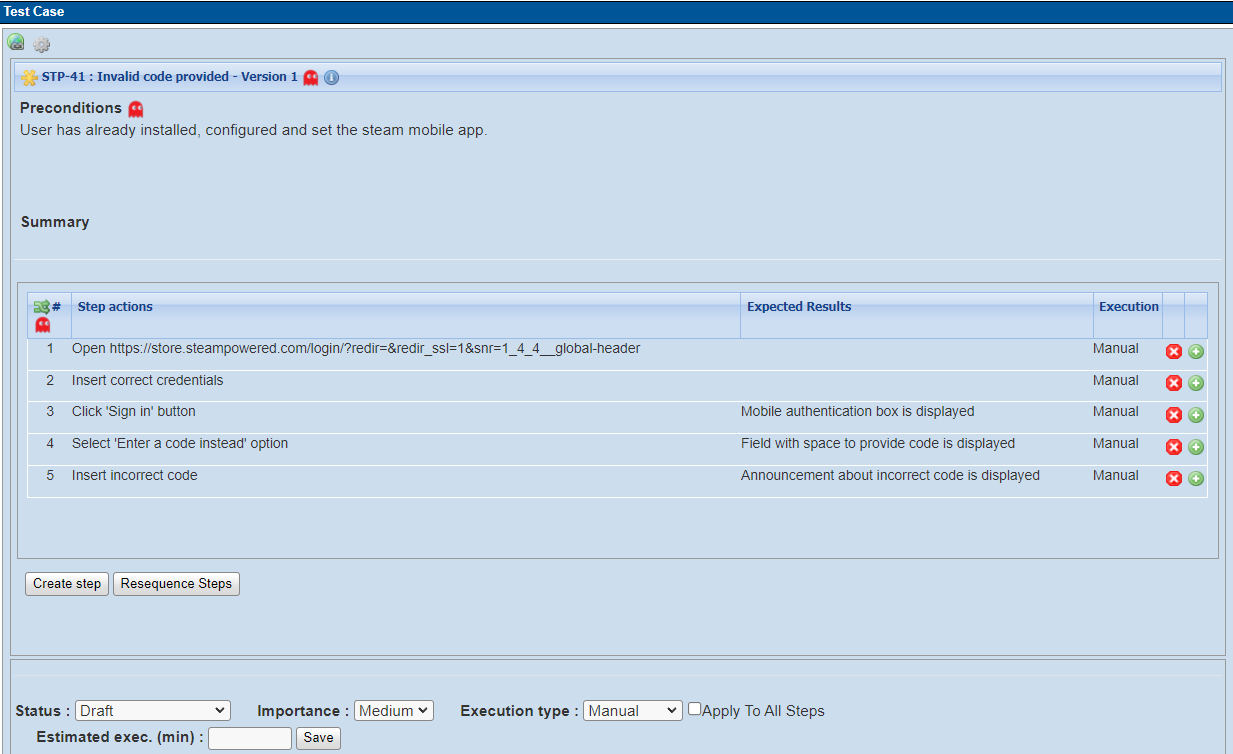 Test Case
STP-41 : Invalid code provided - Version 1
Preconditions
User has already installed, configured and set the steam mobile app.
Summary
# Step actions Expected Results Execution
1 Open https://store.steampowered.com/login/?redir=&redir_ssl=1&snr=1_4_4__global-header Manual
2 Insert correct credentials Manual
3 Click 'Sign in' button Mobile authentication box is displayed Manual
4 Select 'Enter a code instead' option Field with space to provide code is displayed Manual
5 Insert incorrect code Announcement about incorrect code is displayed Manual
Create step Resequence Steps
Status : Draft Importance : Medium Execution type : Manual Apply To All Steps
Estimated exec. (min) : Save